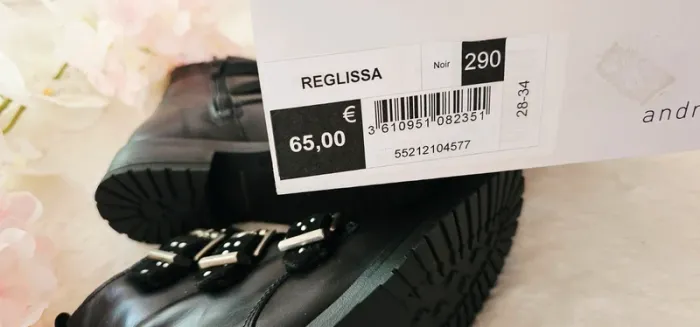 REGLISSA
Noir
290
65,00 €
3 610951 082351
55212104577
28-34
andr